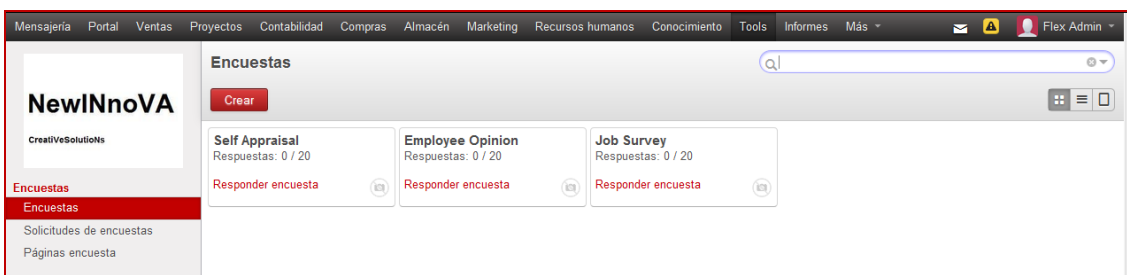 Mensajería Portal Ventas Proyectos Contabilidad Compras Almacén Marketing Recursos humanos Conocimiento Tools Informes Más Flex Admin
NewINnoVA
CreatiVeSolutioNs
Encuestas
Encuestas
Solicitudes de encuestas
Páginas encuesta
Encuestas
Crear
Self Appraisal
Respuestas: 0 / 20
Responder encuesta
Employee Opinion
Respuestas: 0 / 20
Responder encuesta
Job Survey
Respuestas: 0 / 20
Responder encuesta